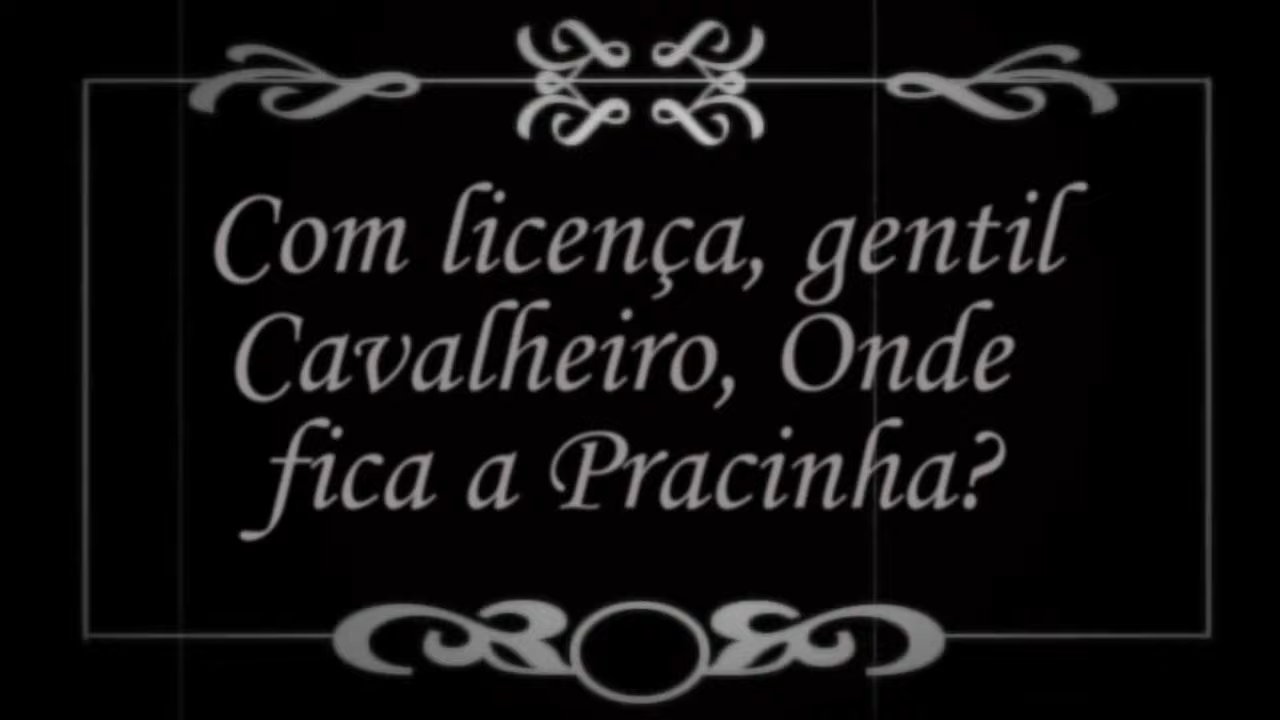 Com licença, gentil
Cavalheiro, Onde
fica a Pracinha?